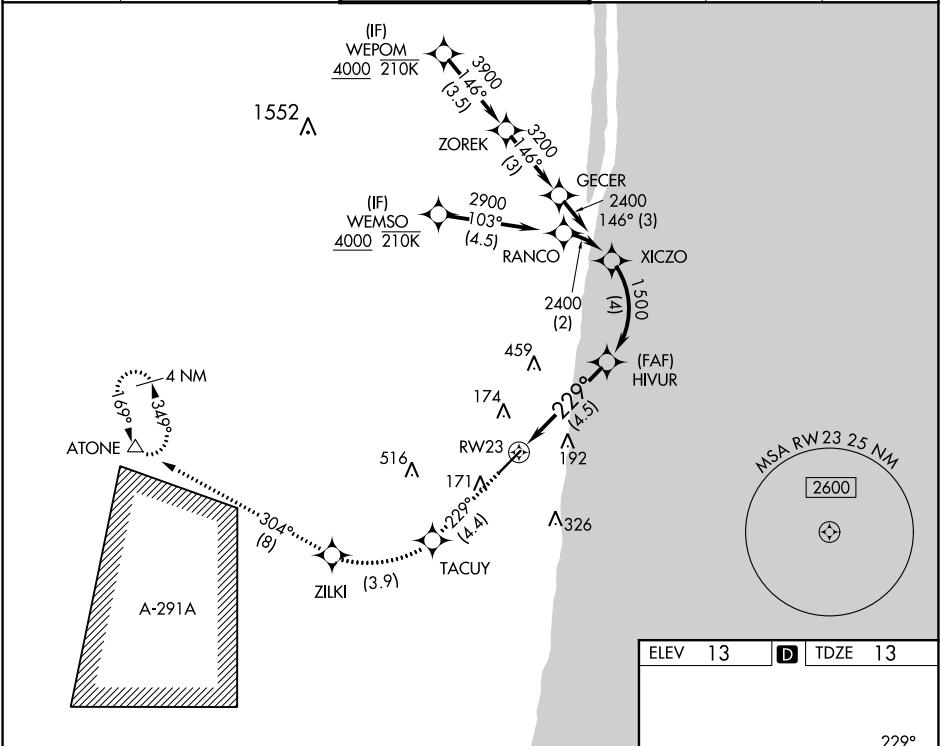 (IF)
WEPOM
4000 210K
3900
146°
(3.5)
1552
ZOREK
3200
146°
(3)
GECER
2400
146° (3)
(IF)
WEMSO
4000 210K
2900
103°
(4.5)
RANCO
XICZO
2400
(2)
1500
(4)
459
(FAF)
HIVUR
4 NM
169°
349°
174
229°
(4.5)
ATONE
RW23
192
MSA RW23 25 NM
2600
516
171
229°
(4.4)
326
304°
(8)
TACUY
ZILKI
(3.9)
A-291A
ELEV 13 D TDZE 13
229°